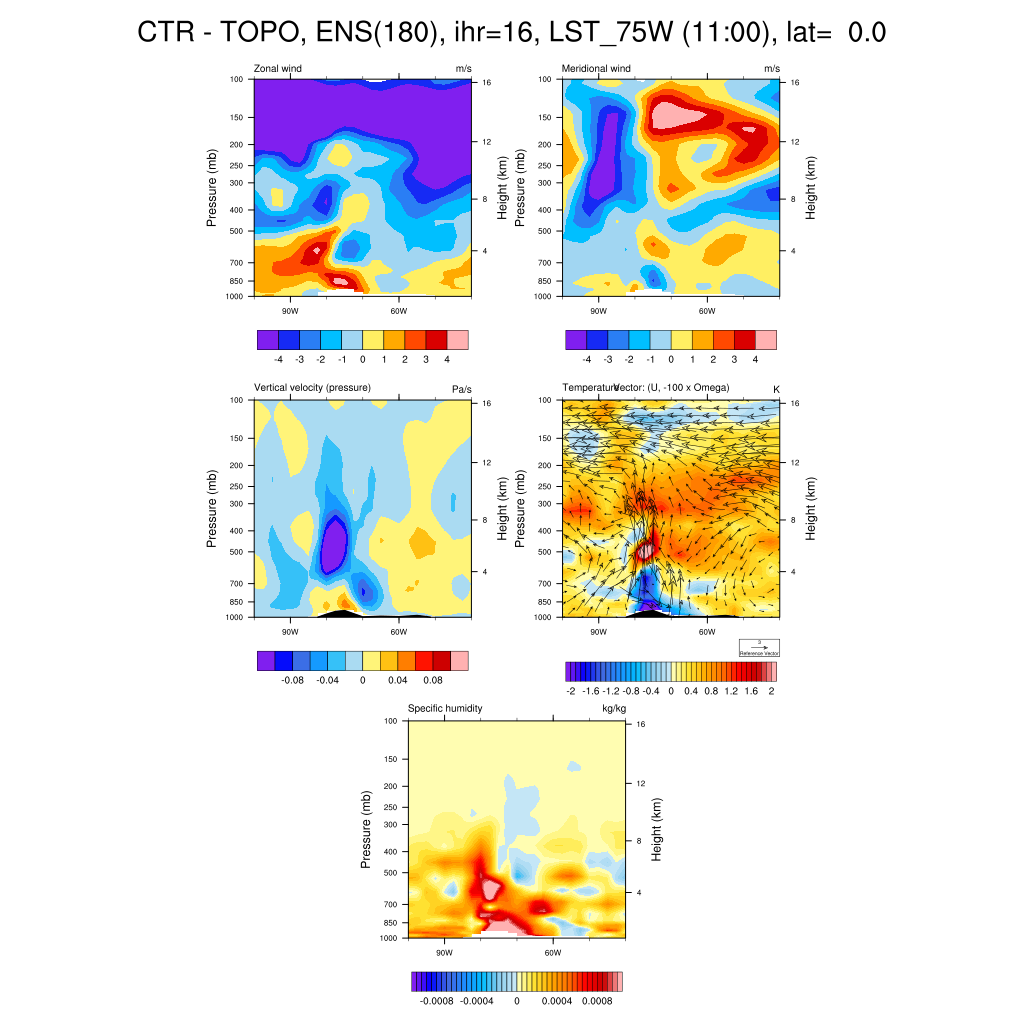 CTR - TOPO, ENS(180), ihr=16, LST_75W (11:00), lat= 0.0
Zonal wind m/s
Meridional wind m/s
100
150
200
250
300
400
500
700
850
1000
Pressure (mb)
16
12
8
4
Height (km)
90W 60W
100
150
200
250
300
400
500
700
850
1000
Pressure (mb)
16
12
8
4
Height (km)
90W 60W
-4 -3 -2 -1 0 1 2 3 4
-4 -3 -2 -1 0 1 2 3 4
Vertical velocity (pressure) Pa/s
Temperature Vector: (U, -100 x Omega) K
100
150
200
250
300
400
500
700
850
1000
Pressure (mb)
16
12
8
4
Height (km)
90W 60W
100
150
200
250
300
400
500
700
850
1000
Pressure (mb)
16
12
8
4
Height (km)
90W 60W
3
Reference Vector
-0.08 -0.04 0 0.04 0.08
-2 -1.6 -1.2 -0.8 -0.4 0 0.4 0.8 1.2 1.6 2
Specific humidity kg/kg
100
150
200
250
300
400
500
700
850
1000
Pressure (mb)
16
12
8
4
Height (km)
90W 60W
-0.0008 -0.0004 0 0.0004 0.0008